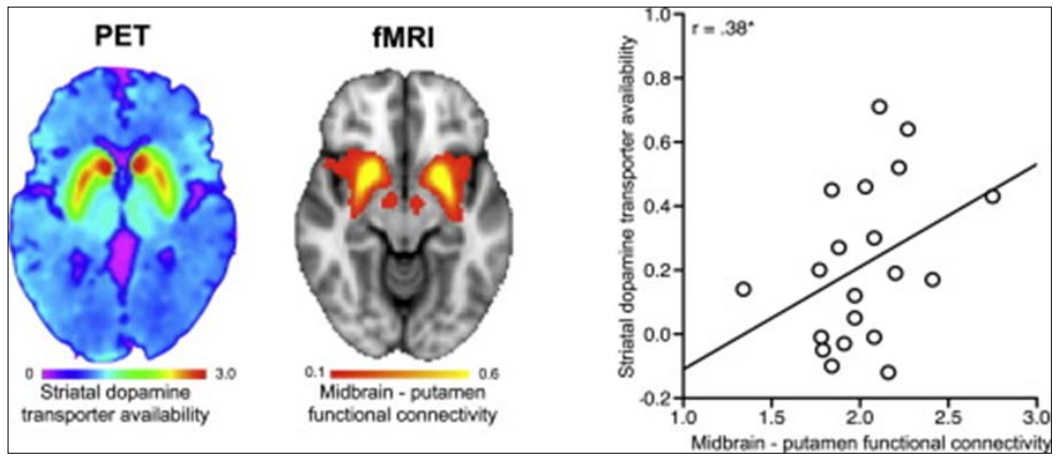 PET
fMRI
0 3.0
Striatal dopamine
transporter availability
0.1 0.6
Midbrain - putamen
functional connectivity
r = .38*
Striatal dopamine transporter availability
1.0
0.8
0.6
0.4
0.2
0.0
-0.2
1.0 1.5 2.0 2.5 3.0
Midbrain - putamen functional connectivity